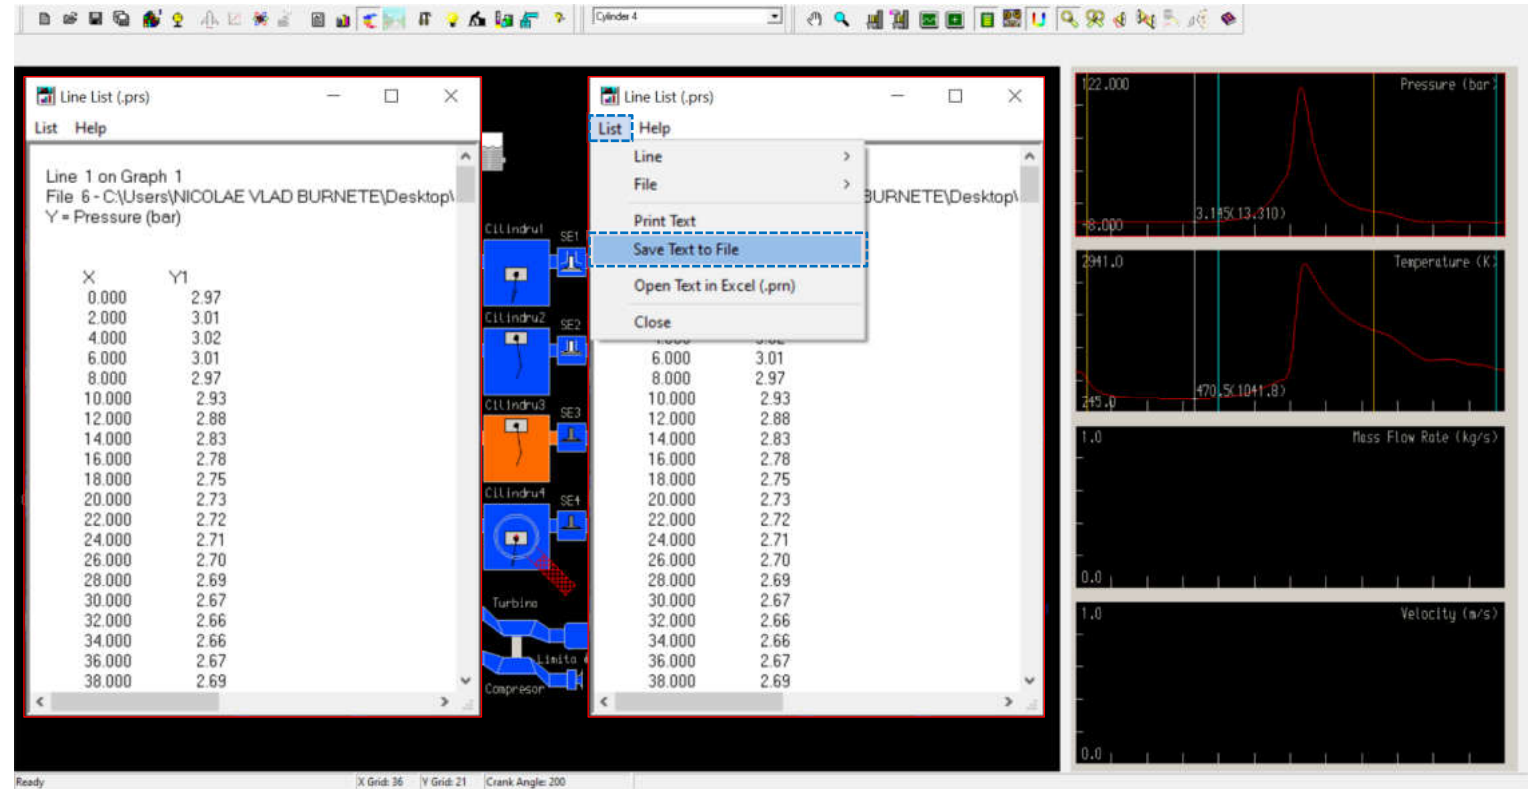 Cylinder 4
Line List (.prs)
List Help
Line 1 on Graph 1
File 6 - C:\Users\NICOLAE VLAD BURNETE\Desktop\
Y = Pressure (bar)
X Y1
0.000 2.97
2.000 3.01
4.000 3.02
6.000 3.01
8.000 2.97
10.000 2.93
12.000 2.88
14.000 2.83
16.000 2.78
18.000 2.75
20.000 2.73
22.000 2.72
24.000 2.71
26.000 2.70
28.000 2.69
30.000 2.67
32.000 2.66
34.000 2.66
36.000 2.67
38.000 2.69
Cilindru1
SE1
Cilindru2
SE2
Cilindru3
SE3
Cilindru4
SE4
Turbina
Limita
Compresor
Line List (.prs)
List Help
Line
File
Print Text
Save Text to File
Open Text in Excel (.prn)
Close
BURNETE\Desktop\
4.000 3.02
6.000 3.01
8.000 2.97
10.000 2.93
12.000 2.88
14.000 2.83
16.000 2.78
18.000 2.75
20.000 2.73
22.000 2.72
24.000 2.71
26.000 2.70
28.000 2.69
30.000 2.67
32.000 2.66
34.000 2.66
36.000 2.67
38.000 2.69
122.000 Pressure (bar)
3.145(13.310)
-8.000
2941.0 Temperature (K)
470.5(1041.8)
245.0
1.0 Mass Flow Rate (kg/s)
0.0
1.0 Velocity (m/s)
0.0
Ready X Grid: 36 Y Grid: 21 Crank Angle: 200